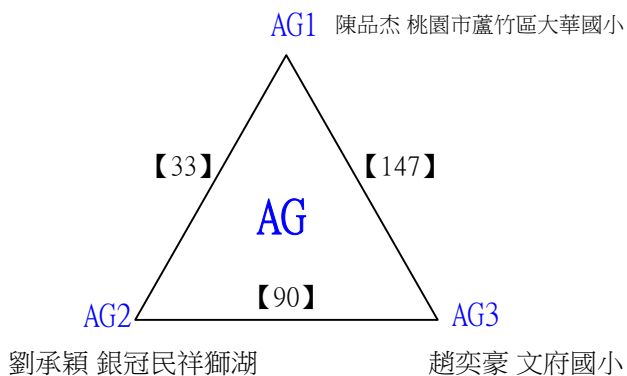 AG1 陳品杰 桃園市蘆竹區大華國小
【33】 【147】
AG
【90】
AG2 AG3
劉承穎 銀冠民祥獅湖 趙奕豪 文府國小